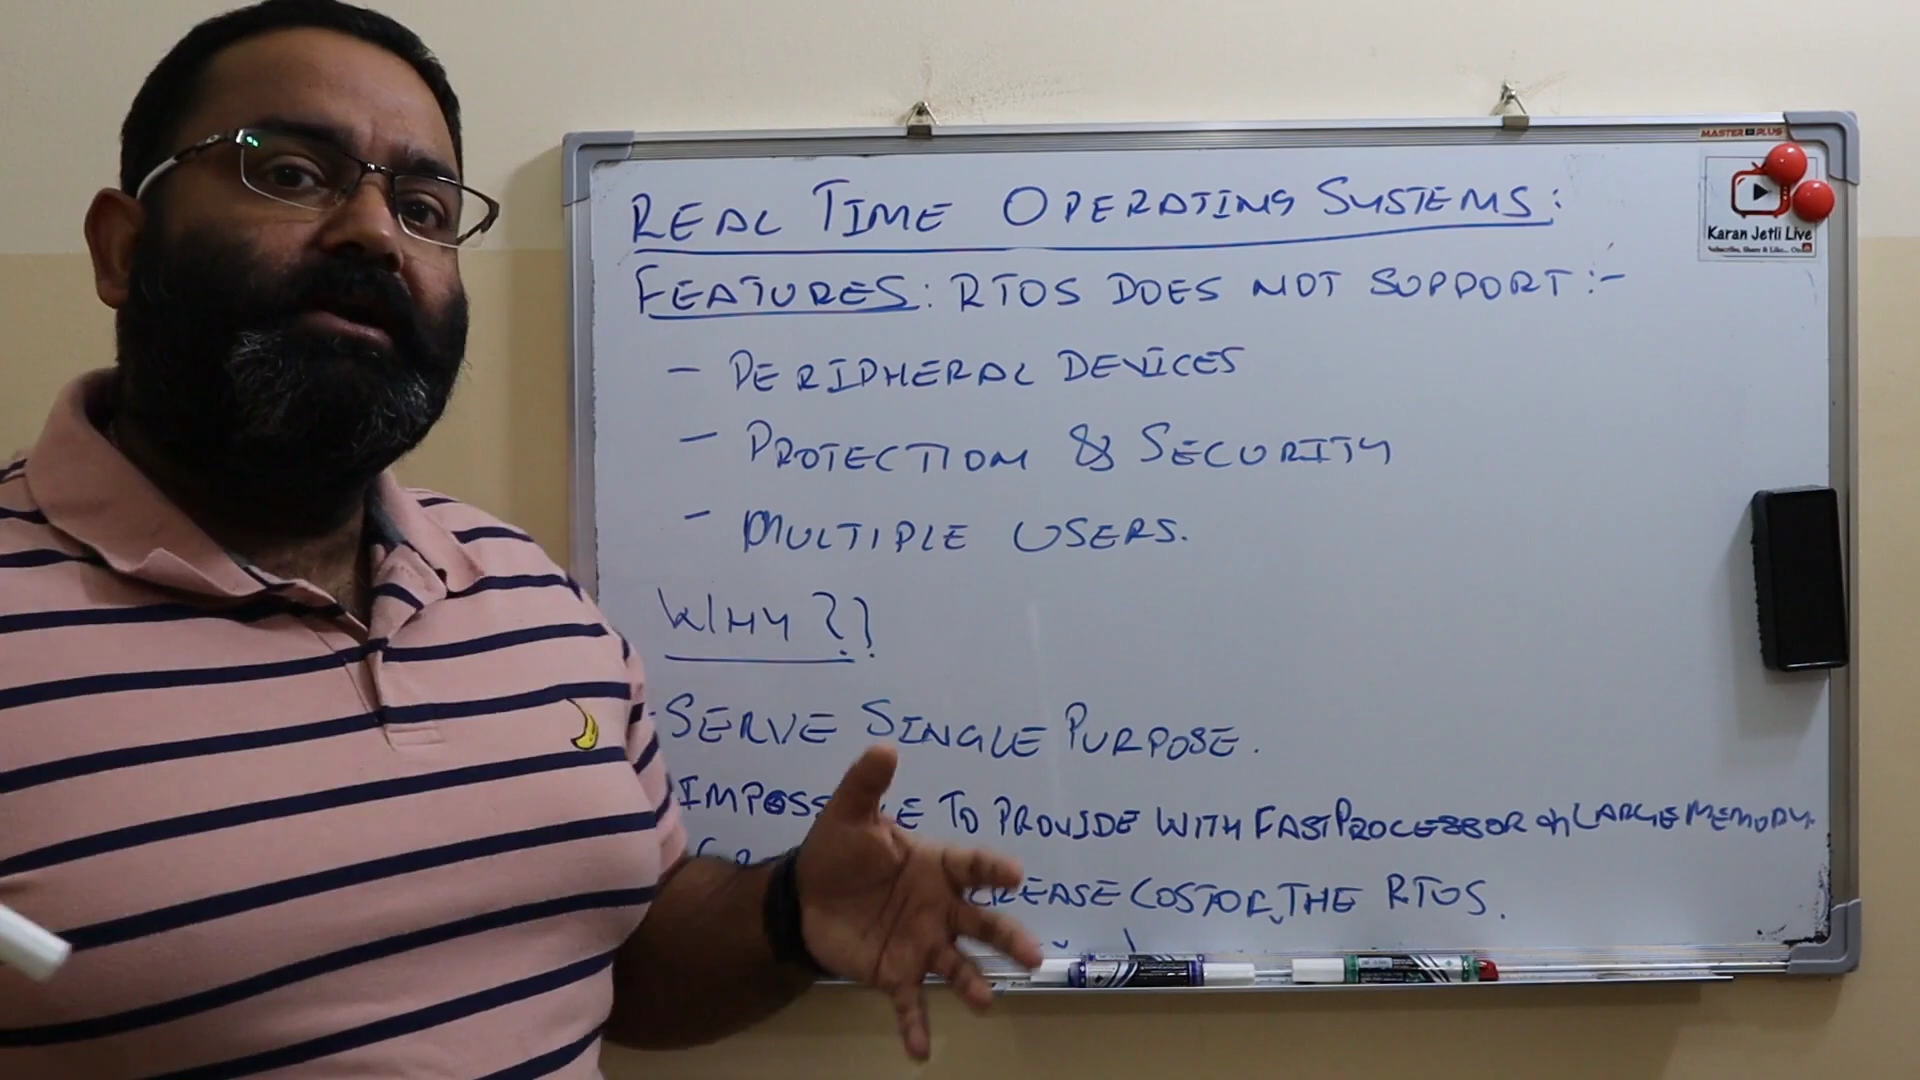 MASTER PLUS
Karan Jetli Live
REAL TIME OPERATING SYSTEMS:
FEATURES: RTOS DOES NOT SUPPORT :-
- PERIPHERAL DEVICES
- PROTECTION & SECURITY
- MULTIPLE USERS.
WHY??
- SERVE SINGLE PURPOSE.
TO PROVIDE WITH FAST PROCESSOR & LARGE MEMORY.
COST OF THE RTOS.